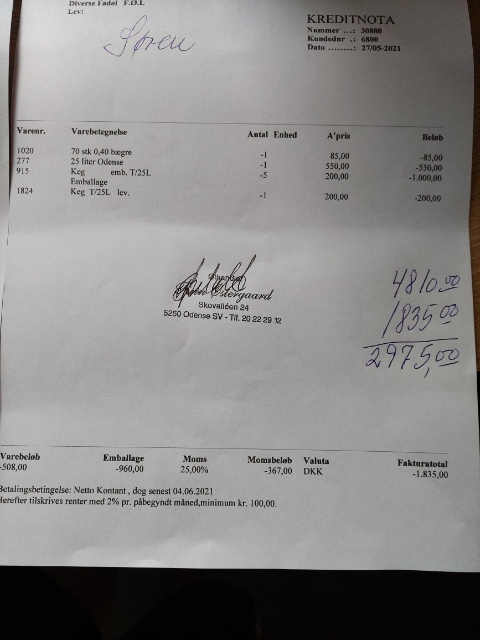 Diverse Fadøl F.O.L
Lev:
Søren
KREDITNOTA
Nummer ...: 30880
Kundednr .: 6800
Dato ........: 27/05-2021
Varenr. Varebetegnelse Antal Enhed A'pris Beløb
1020 70 stk 0,40 bægre -1 85,00 -85,00
277 25 liter Odense -1 550,00 -550,00
915 Keg emb. T/25L -5 200,00 -1.000,00
Emballage
1824 Keg T/25L lev. -1 200,00 -200,00
Østergaard
Skovalléen 24
5250 Odense SV - Tlf. 20 22 29 12
4810,00
1835,00
2975,00
Varebeløb Emballage Moms Momsbeløb Valuta Fakturatotal
-508,00 -960,00 25,00% -367,00 DKK -1.835,00
Betalingsbetingelse: Netto Kontant , dog senest 04.06.2021
Herefter tilskrives renter med 2% pr. påbegyndt måned,minimum kr. 100,00.